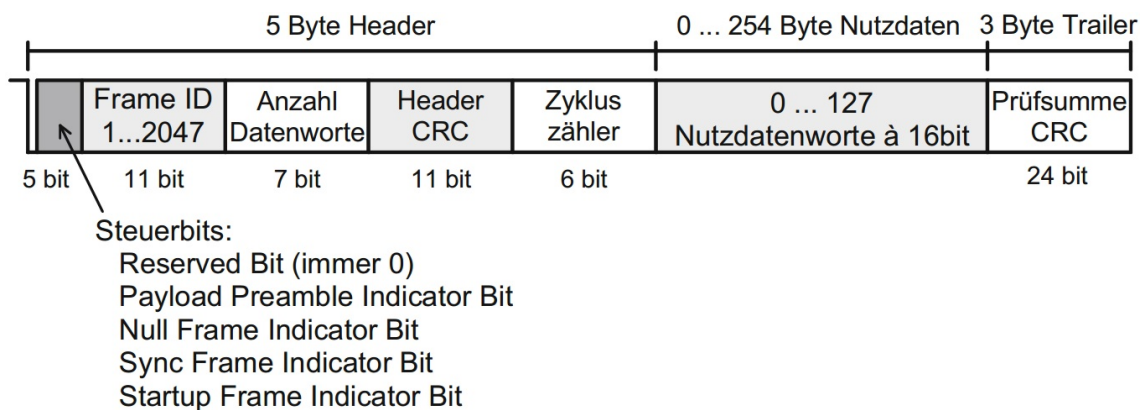 5 Byte Header
0 ... 254 Byte Nutzdaten
3 Byte Trailer
Frame ID
1...2047
Anzahl
Datenworte
Header
CRC
Zyklus
zähler
0 ... 127
Nutzdatenworte à 16bit
Prüfsumme
CRC
5 bit
11 bit
7 bit
11 bit
6 bit
24 bit
Steuerbits:
Reserved Bit (immer 0)
Payload Preamble Indicator Bit
Null Frame Indicator Bit
Sync Frame Indicator Bit
Startup Frame Indicator Bit